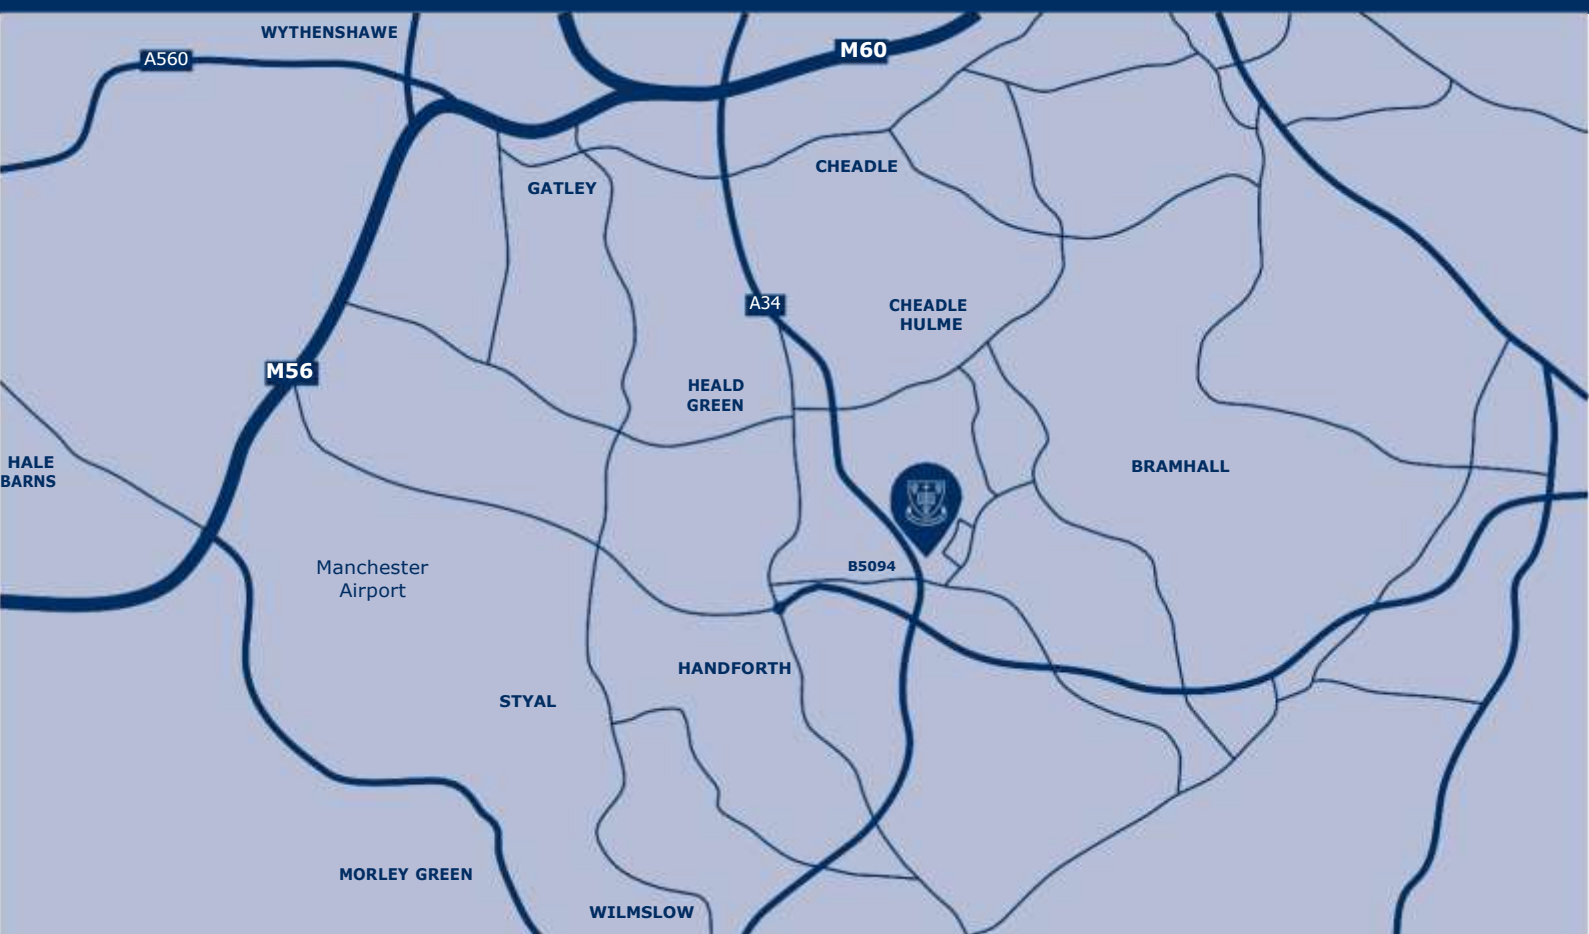 WYTHENSHAWE
A560
M60
CHEADLE
GATLEY
A34
CHEADLE
HULME
M56
HEALD
GREEN
HALE
BARNS
BRAMHALL
Manchester
Airport
B5094
HANDFORTH
STYAL
MORLEY GREEN
WILMSLOW